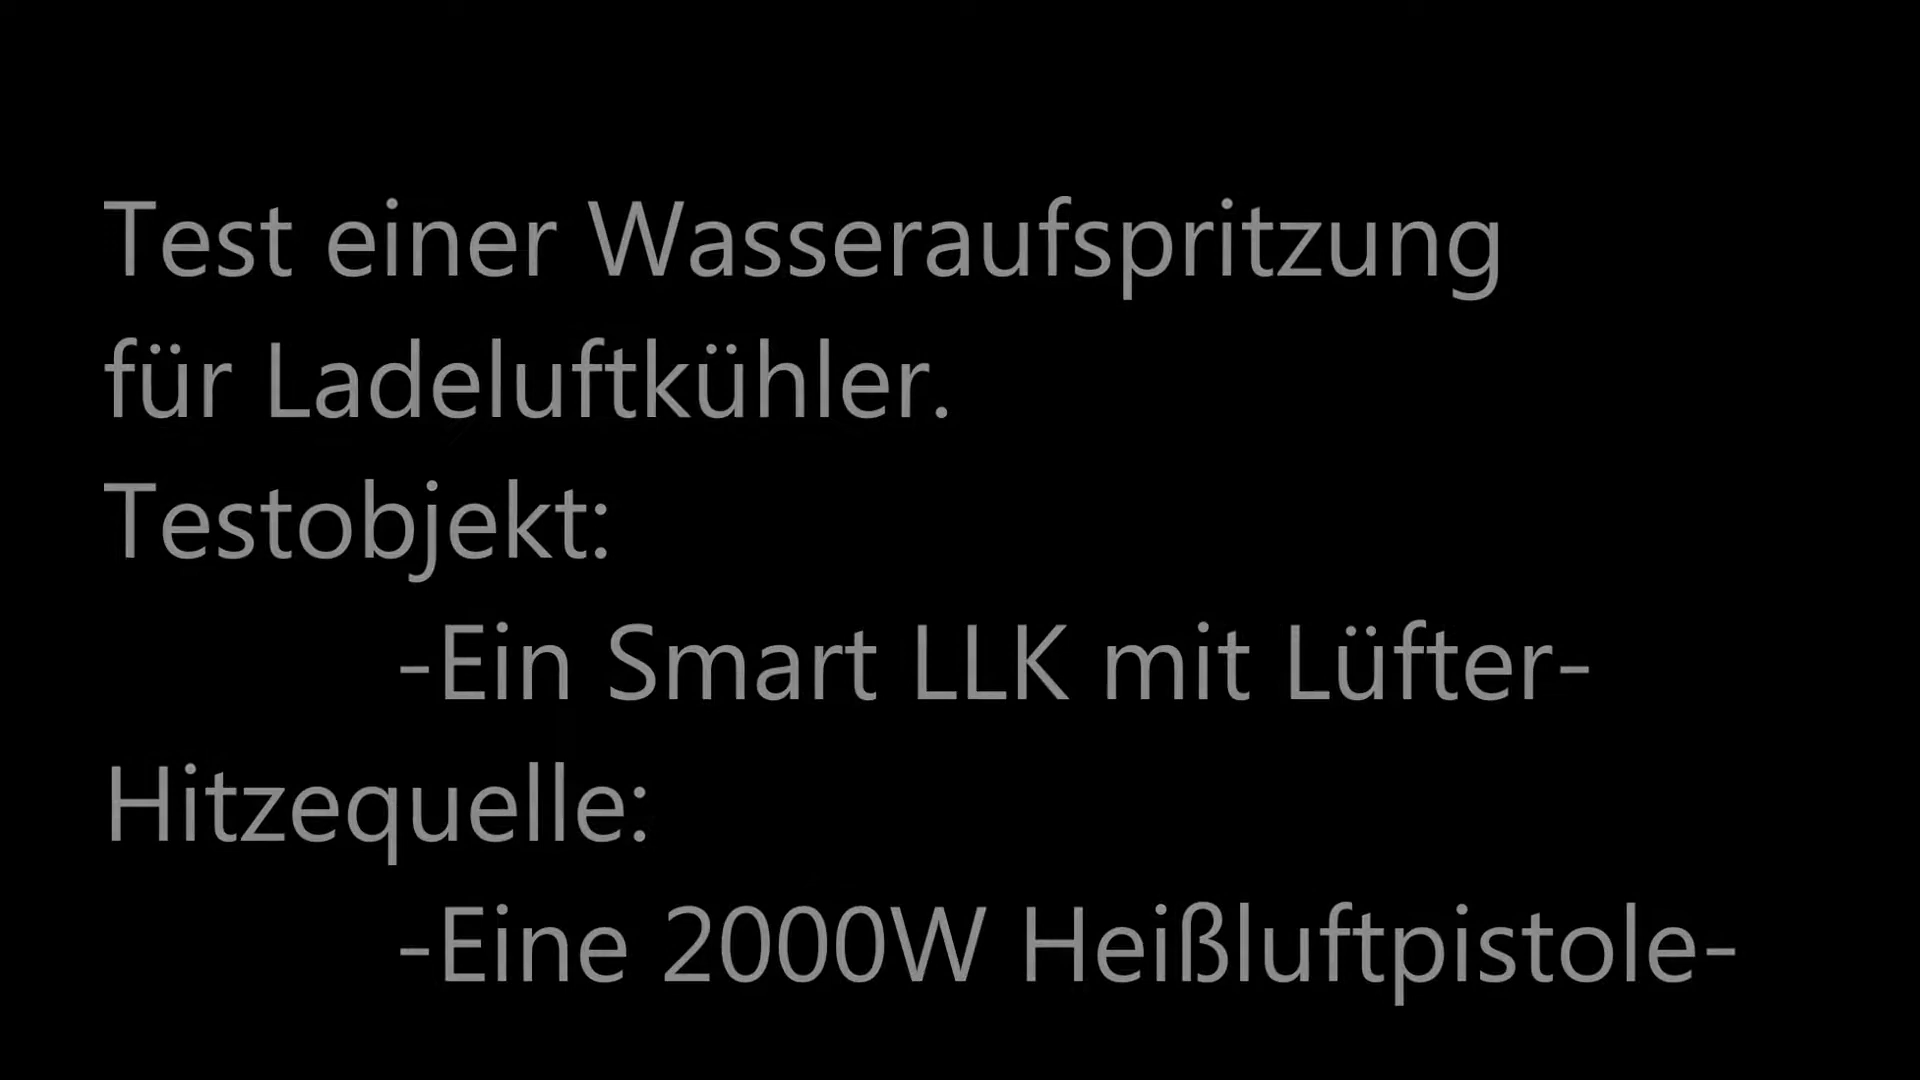 Test einer Wasseraufspritzung
für Ladeluftkühler.
Testobjekt:
-Ein Smart LLK mit Lüfter-
Hitzequelle:
-Eine 2000W Heißluftpistole-